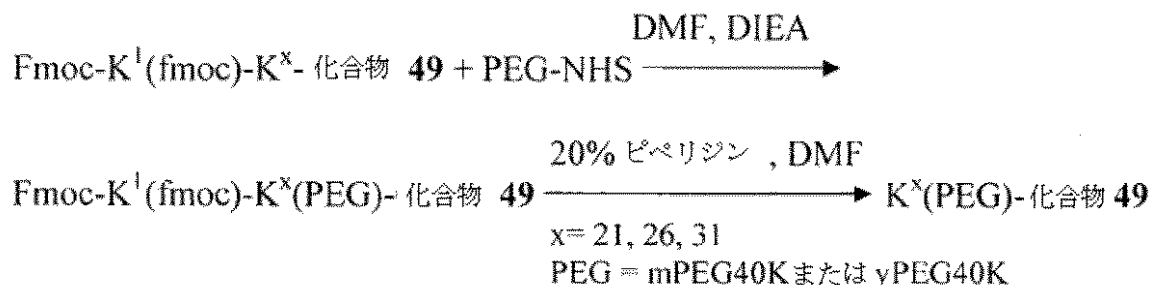 DMF, DIEA
Fmoc-K¹(fmoc)-Kˣ- 化合物 49 + PEG-NHS
20% ピペリジン , DMF
Fmoc-K¹(fmoc)-Kˣ(PEG)- 化合物 49 Kˣ(PEG)-化合物 49
x= 21, 26, 31
PEG = mPEG40Kまたは yPEG40K